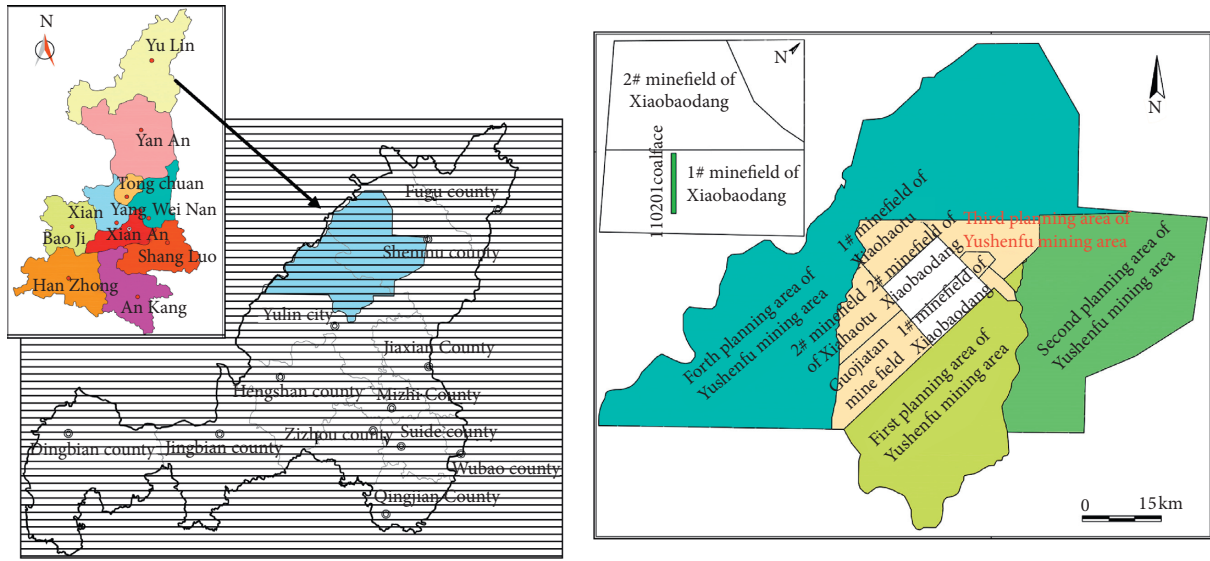 N
Yu Lin
Yan An
Tong chuan
Xian
Yang
Wei Nan
Bao Ji
Xian An
Shang Luo
Han Zhong
An Kang
Fugu county
Shenmu county
Yulin city
Jiaxian County
Hengshan county
Mizhi County
Zizhou county
Suide county
Dingbian county
Jingbian county
Wubao county
Qingjian County
2# minefield of
Xiaobaodang
N
110201coalface
1# minefield of
Xiaobaodang
N
1# minefield of
Xiaohaotu
2# minefield of
Xiaobaodang
Third planning area of
Yushenfu mining area
2# minefield
of Xiahaotu
1# minefield of
Xiaobaodang
Guojiatan
mine field
Forth planning area of
Yushenfu mining area
First planning area of
Yushenfu mining area
Second planning area of
Yushenfu mining area
0 15km